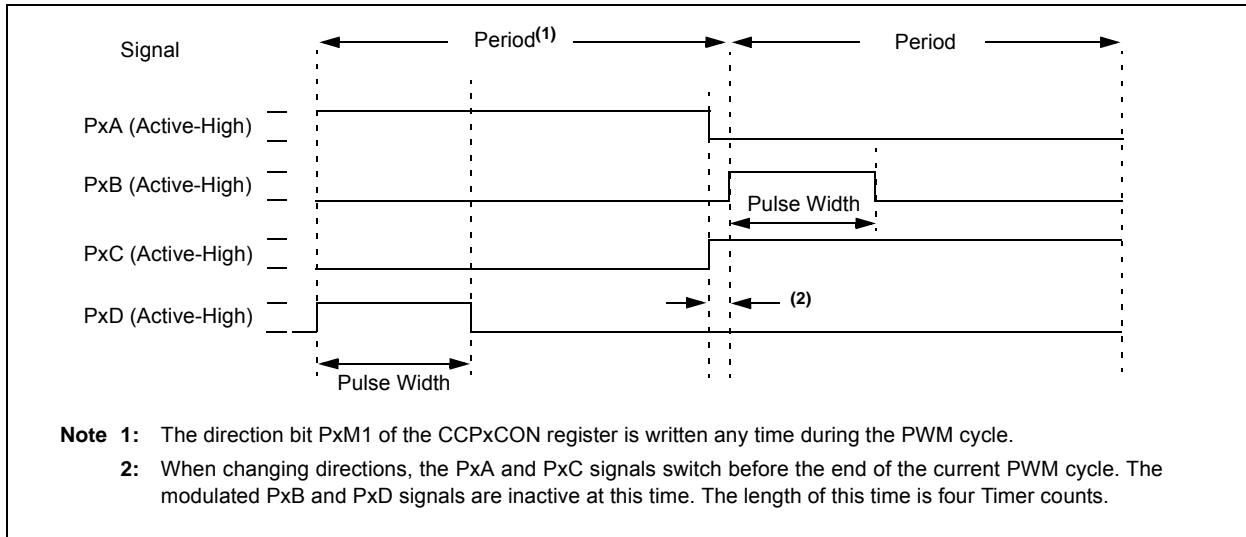 Signal
Period(1)
Period
PxA (Active-High)
PxB (Active-High)
Pulse Width
PxC (Active-High)
(2)
PxD (Active-High)
Pulse Width
Note 1: The direction bit PxM1 of the CCPxCON register is written any time during the PWM cycle.
2: When changing directions, the PxA and PxC signals switch before the end of the current PWM cycle. The
modulated PxB and PxD signals are inactive at this time. The length of this time is four Timer counts.